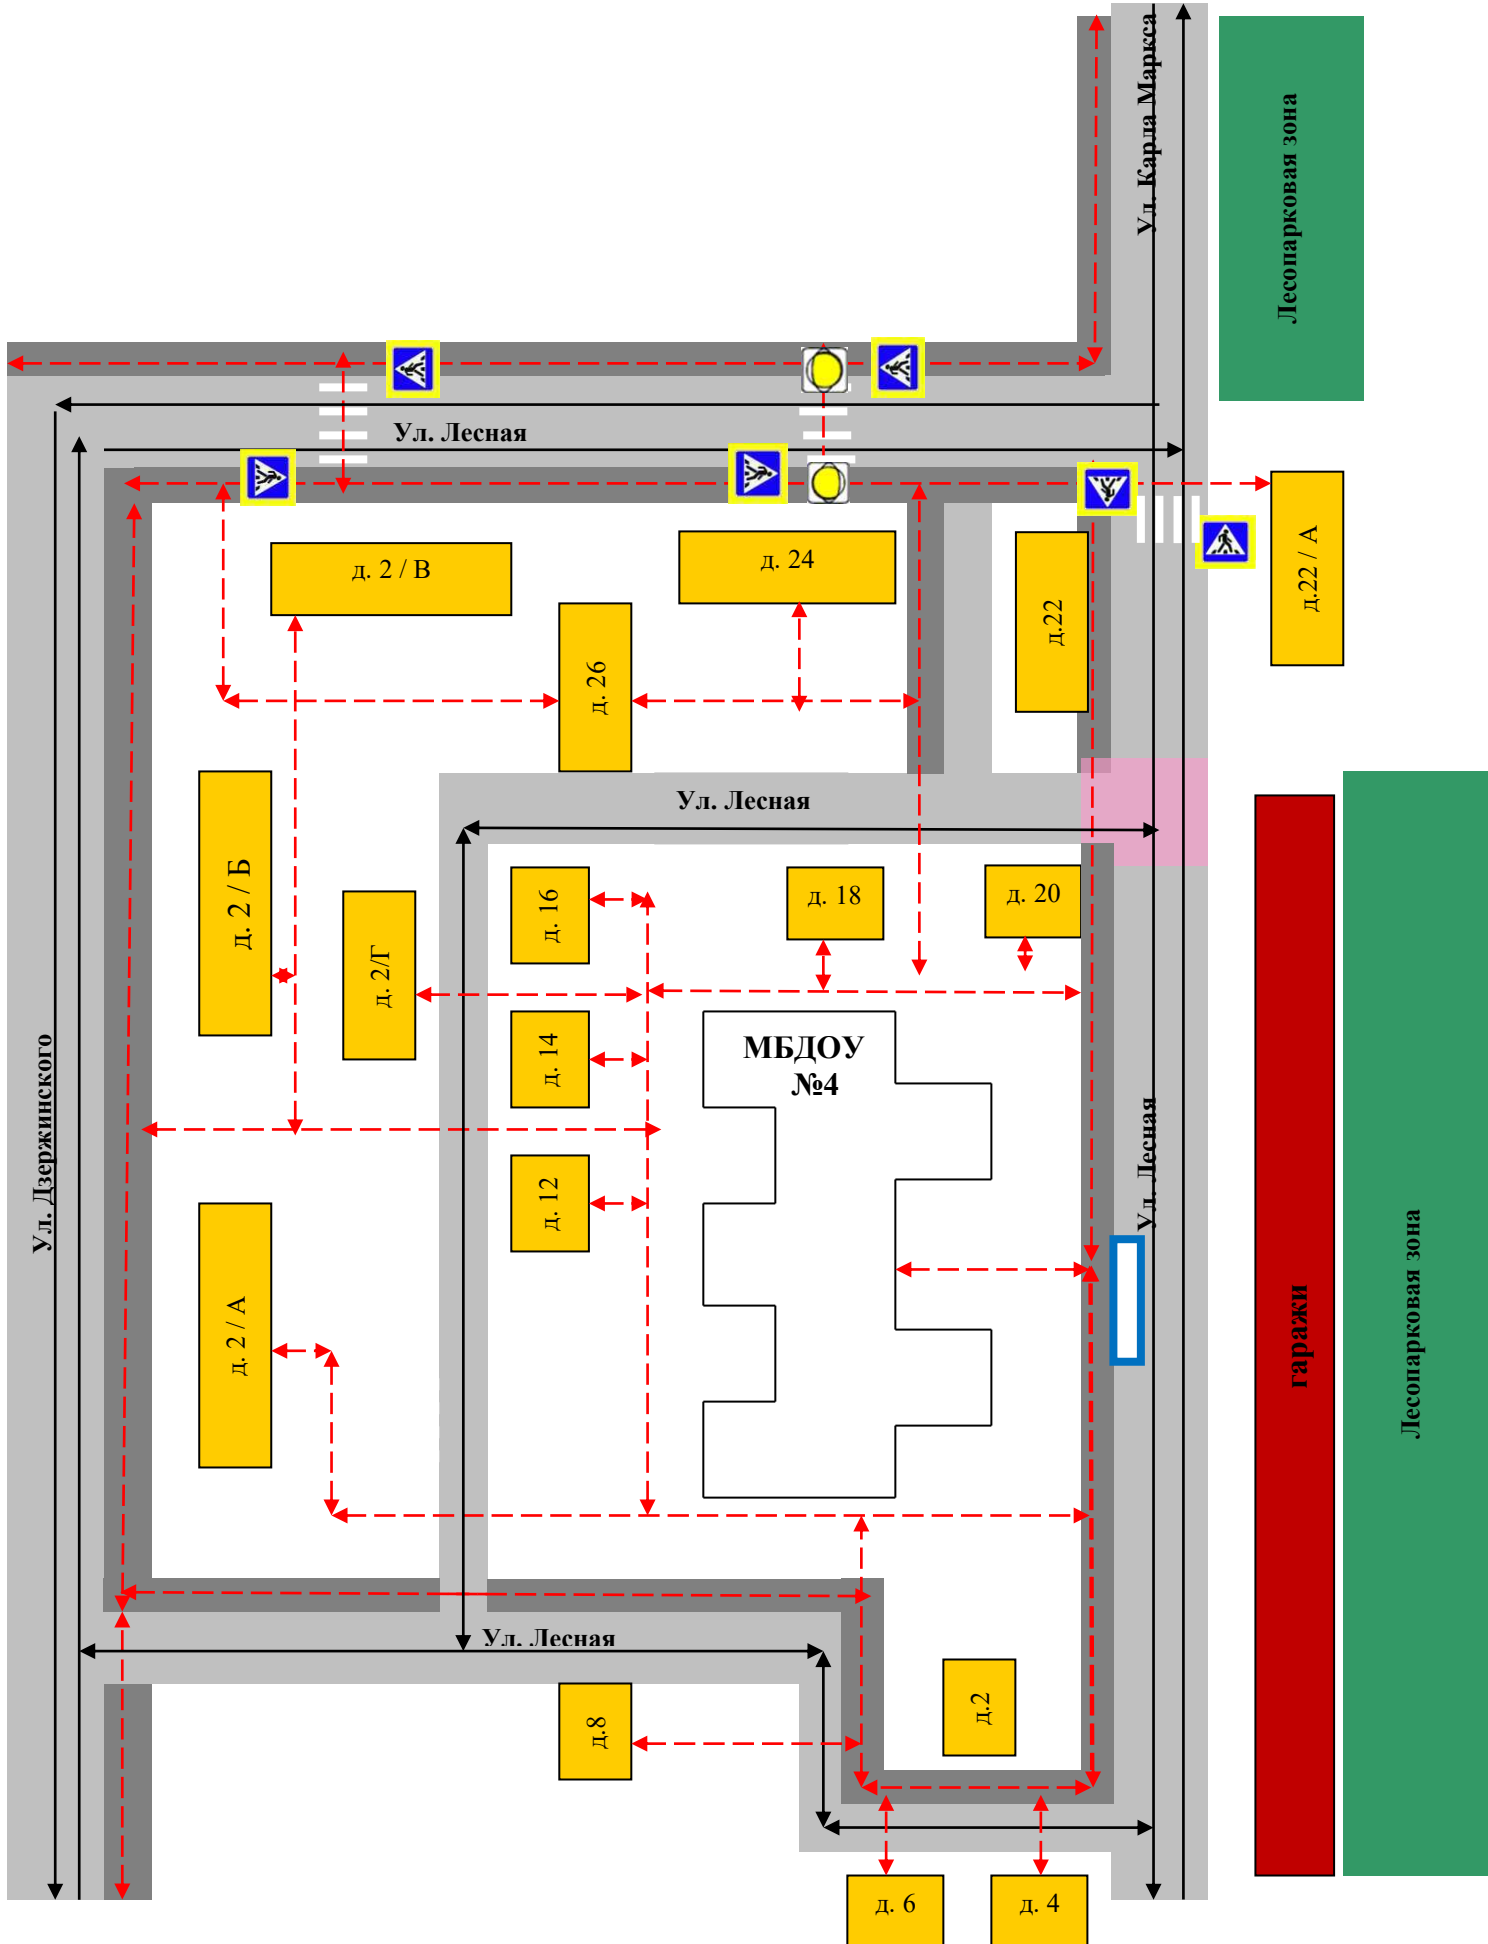 Ул. Карла Маркса
Лесопарковая зона
Ул. Лесная
д. 2 / В
д. 24
д.22 / А
д.22
д. 26
Ул. Лесная
д. 2 / Б
д. 16
д. 18
д. 20
д. 2/Г
д. 14
МБДОУ
№4
Ул. Дзержинского
Ул. Лесная
д. 12
д. 2 / А
гаражи
Лесопарковая зона
Ул. Лесная
д.8
д.2
д. 6
д. 4